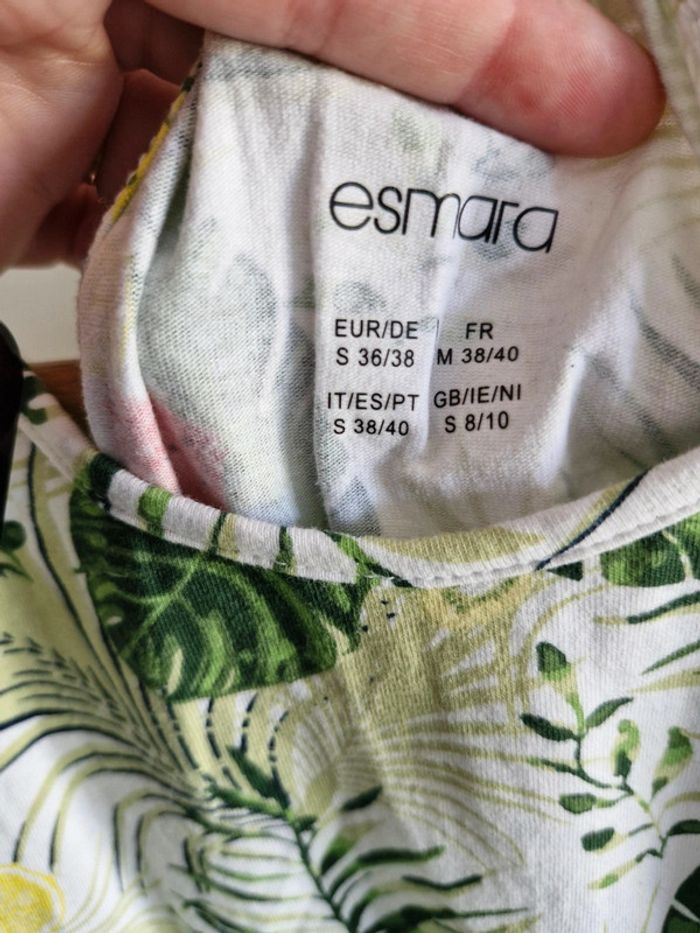 esmara
EUR/DE | FR
S 36/38 M 38/40
IT/ES/PT GB/IE/NI
S 38/40 S 8/10